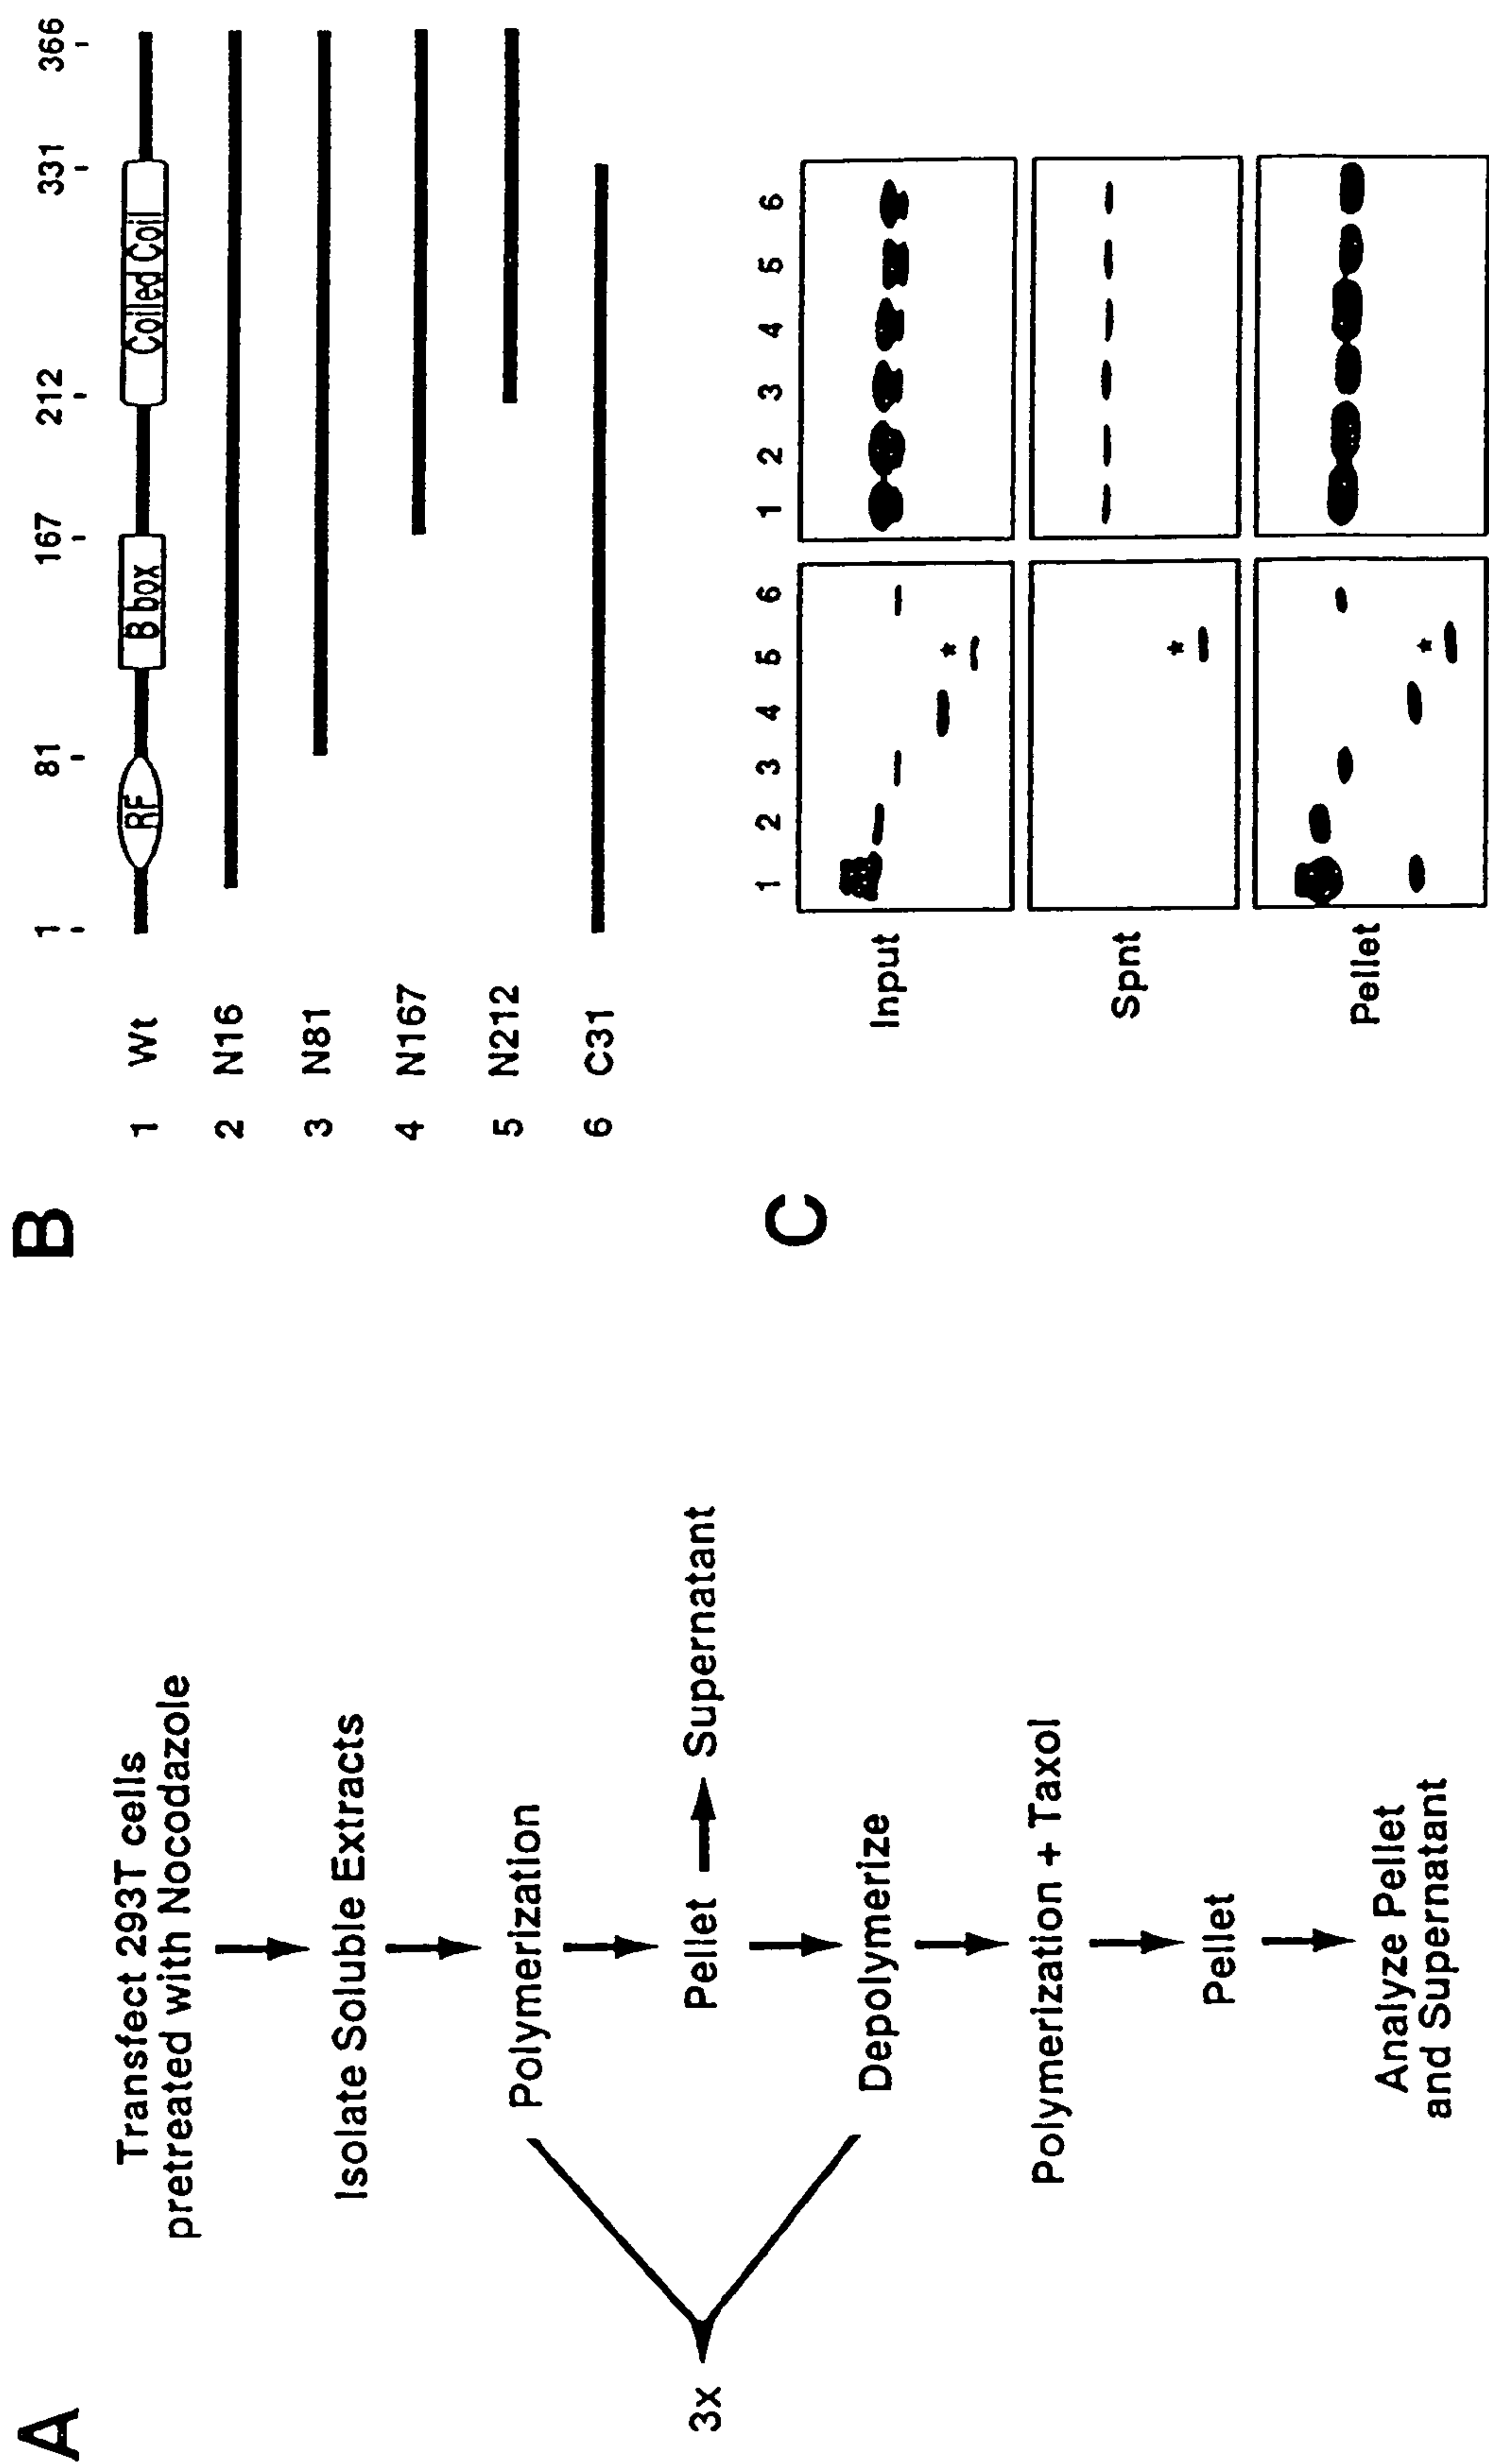 A
Transfect 293T cells
pretreated with Nocodazole
Isolate Soluble Extracts
Polymerization
Pellet
Supernatant
3x
Depolymerize
Polymerization + Taxol
Pellet
Analyze Pellet
and Supernatant
B
1 81 167 212 331 366
1 Wt RF B box Coiled Coil
2 N16
3 N81
4 N167
5 N212
6 C31
C
1 2 3 4 5 6 1 2 3 4 5 6
Input
*
Spnt
*
Pellet
*